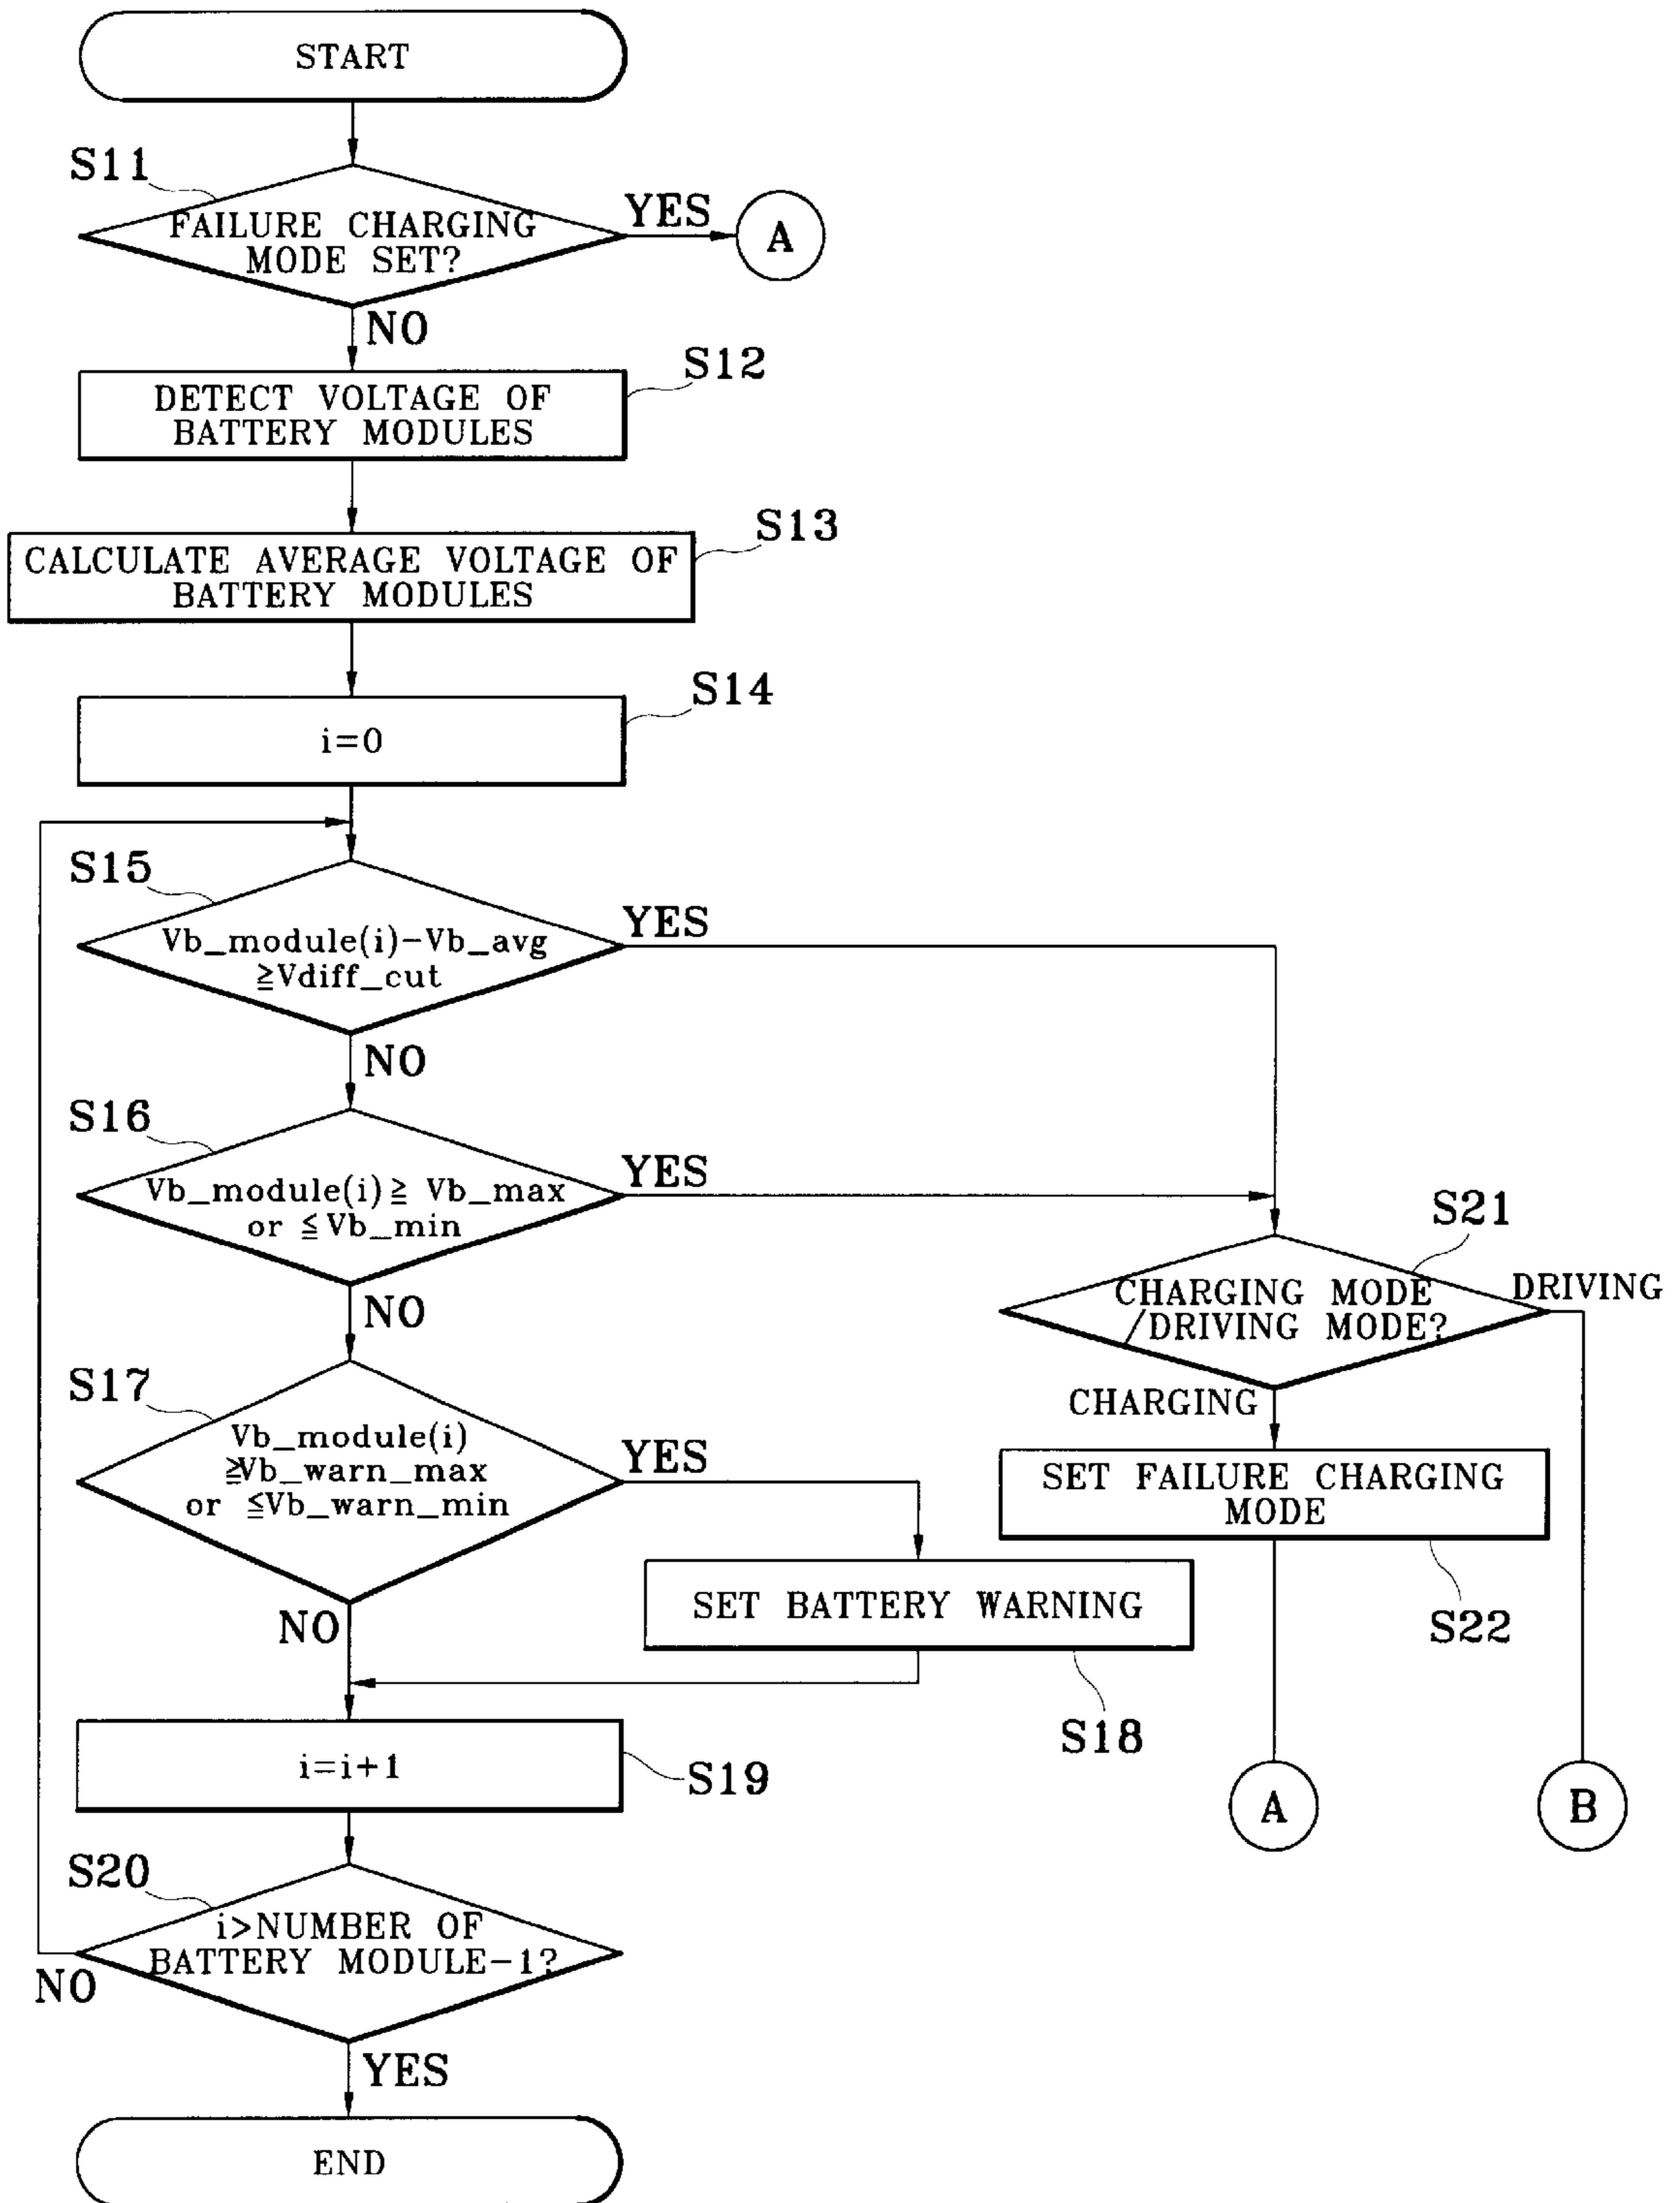 START
S11
FAILURE CHARGING
MODE SET?
YES
A
NO
S12
DETECT VOLTAGE OF
BATTERY MODULES
S13
CALCULATE AVERAGE VOLTAGE OF
BATTERY MODULES
S14
i=0
S15
Vb_module(i)-Vb_avg
≧Vdiff_cut
YES
NO
S16
Vb_module(i)≧ Vb_max
or ≦Vb_min
YES
NO
S21
CHARGING MODE
/DRIVING MODE?
DRIVING
CHARGING
S17
Vb_module(i)
≧Vb_warn_max
or ≦Vb_warn_min
YES
NO
SET FAILURE CHARGING
MODE
S22
SET BATTERY WARNING
S18
i=i+1
S19
A
B
S20
i>NUMBER OF
BATTERY MODULE-1?
NO
YES
END